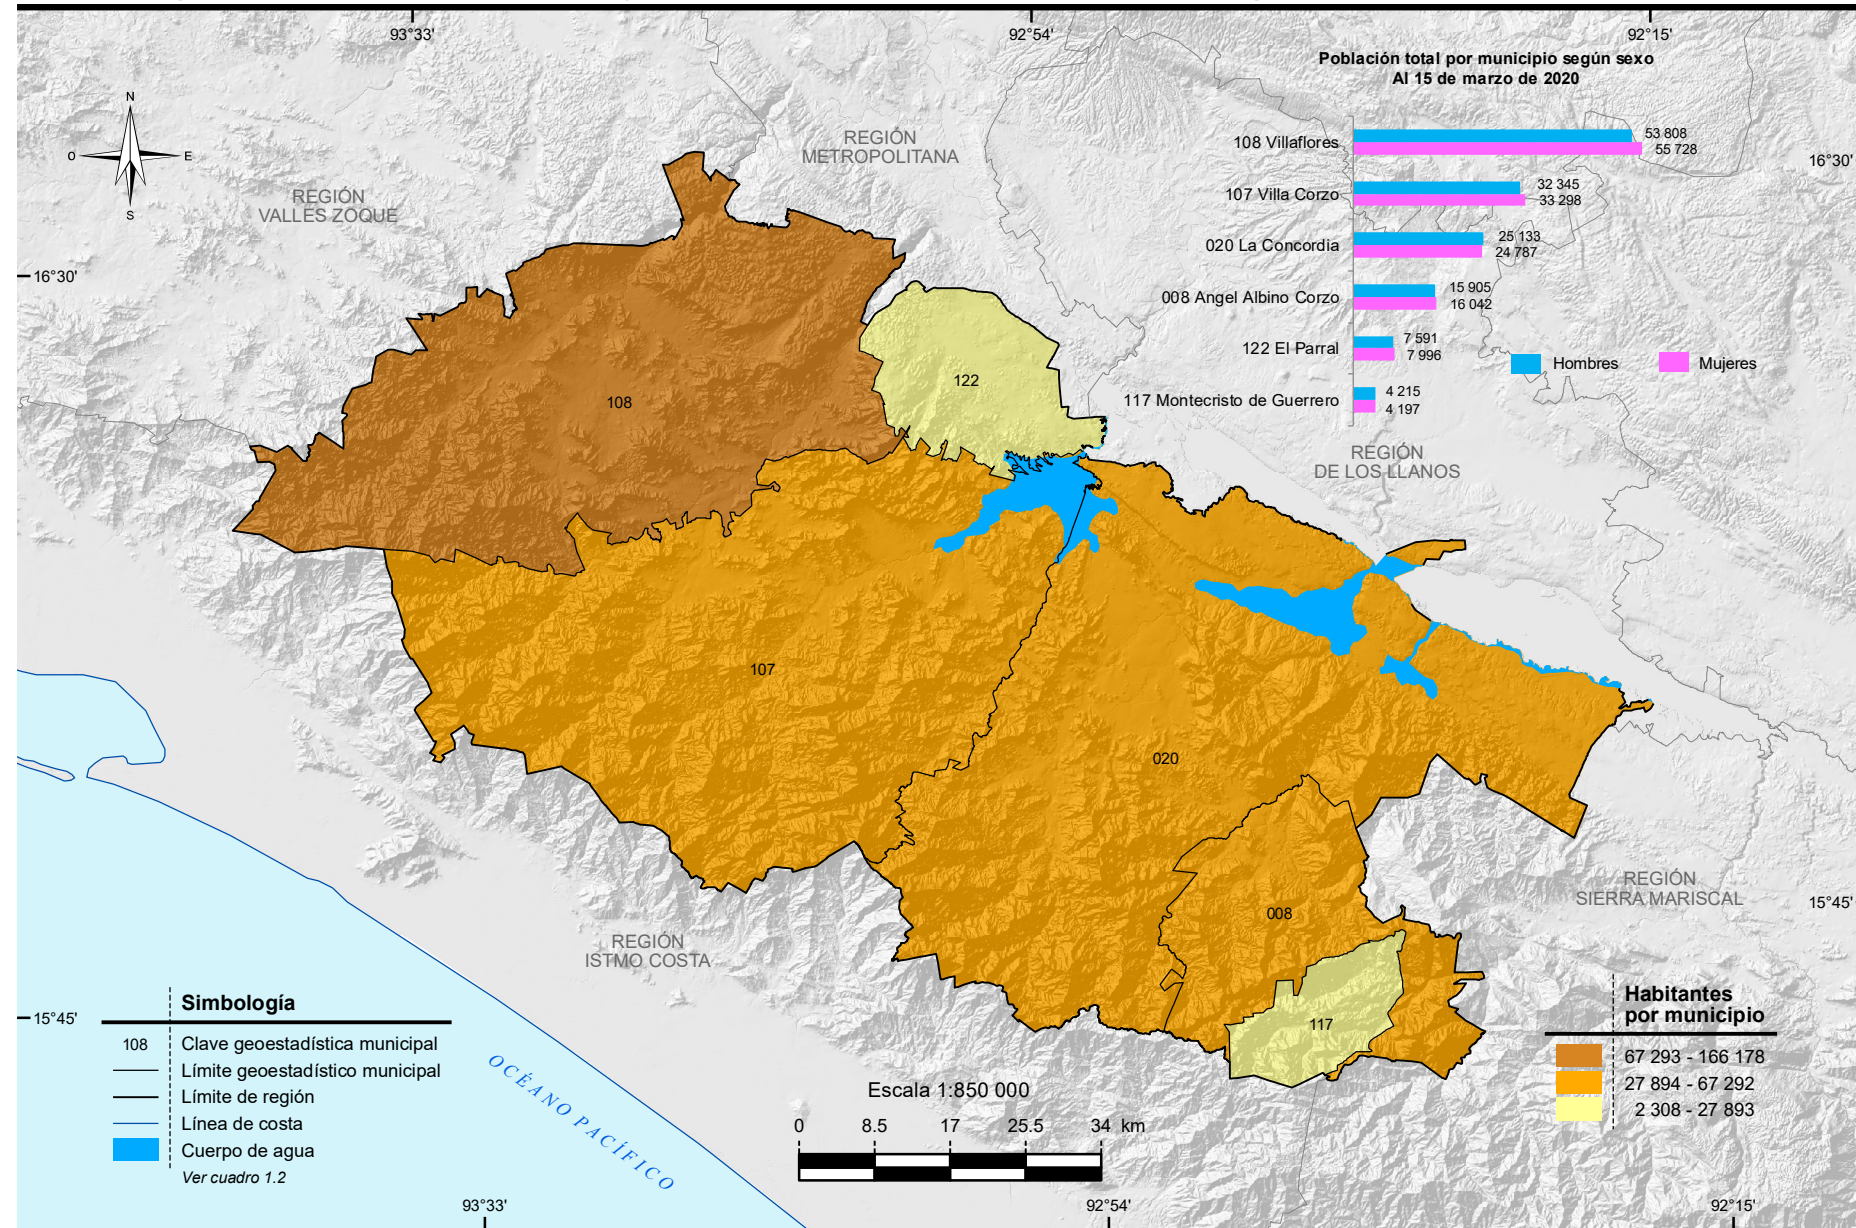 93°33'
92°54'
92°15'
Población total por municipio según sexo
Al 15 de marzo de 2020
N
O
E
S
REGIÓN
METROPOLITANA
REGIÓN
VALLES ZOQUE
108 Villaflores
53 808
55 728
16°30'
107 Villa Corzo
32 345
33 298
020 La Concordia
25 133
24 787
16°30'
008 Angel Albino Corzo
15 905
16 042
122 El Parral
7 591
7 996
Hombres
Mujeres
117 Montecristo de Guerrero
4 215
4 197
122
108
REGIÓN
DE LOS LLANOS
107
020
REGIÓN
SIERRA MARISCAL
15°45'
008
REGIÓN
ISTMO COSTA
117
15°45'
Simbología
108 Clave geoestadística municipal
Límite geoestadístico municipal
Límite de región
Línea de costa
Cuerpo de agua
Ver cuadro 1.2
OCÉANO PACÍFICO
Habitantes
por municipio
67 293 - 166 178
27 894 - 67 292
2 308 - 27 893
Escala 1:850 000
0 8.5 17 25.5 34 km
93°33'
92°54'
92°15'